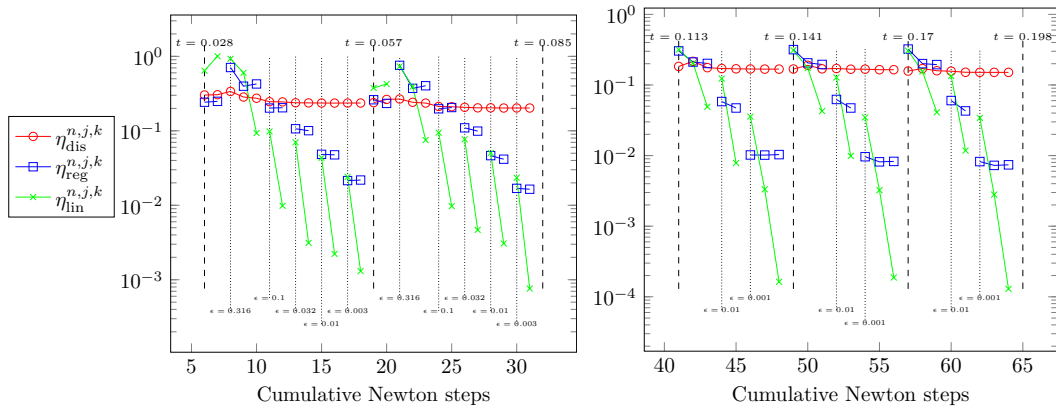 η_dis^{n,j,k}
η_reg^{n,j,k}
η_lin^{n,j,k}
t = 0.028
t = 0.057
t = 0.085
10^0
10^{−1}
10^{−2}
10^{−3}
ϵ = 0.316
ϵ = 0.1
ϵ = 0.032
ϵ = 0.01
ϵ = 0.003
ϵ = 0.316
ϵ = 0.1
ϵ = 0.032
ϵ = 0.01
ϵ = 0.003
5 10 15 20 25 30
Cumulative Newton steps
t = 0.113
t = 0.141
t = 0.17
t = 0.198
10^0
10^{−1}
10^{−2}
10^{−3}
10^{−4}
ϵ = 0.01
ϵ = 0.001
ϵ = 0.01
ϵ = 0.001
ϵ = 0.01
ϵ = 0.001
40 45 50 55 60 65
Cumulative Newton steps